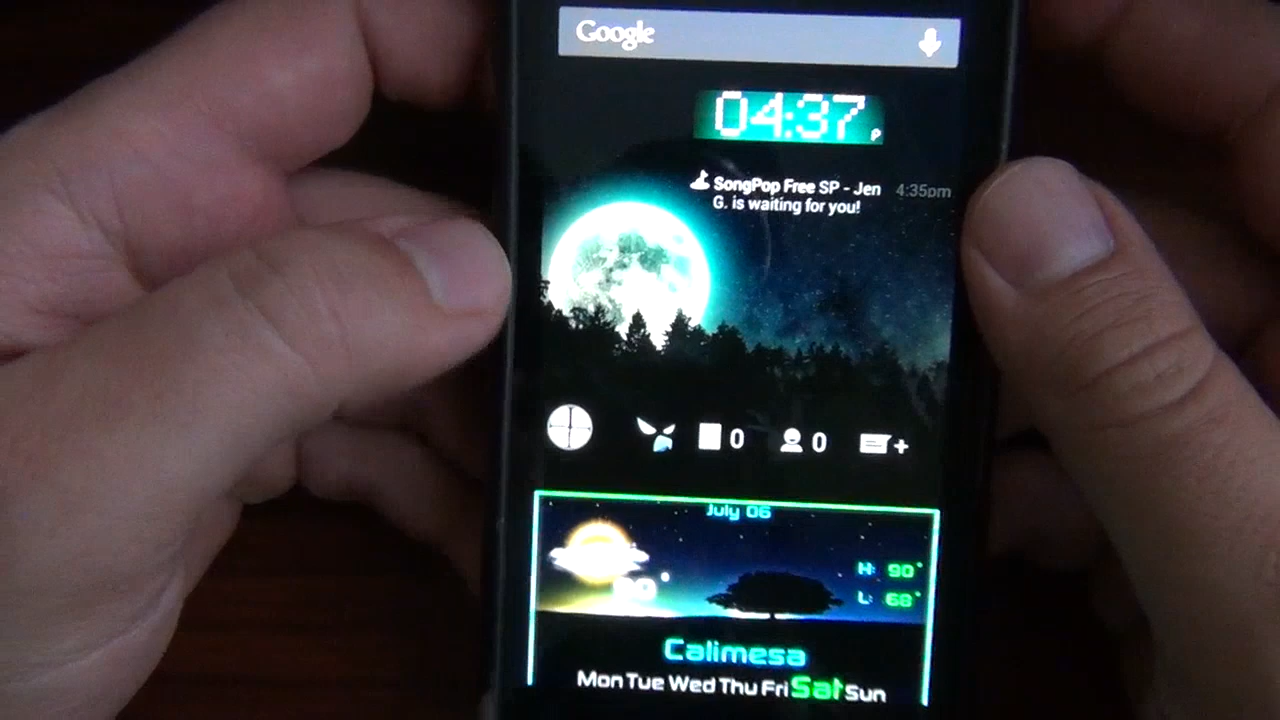 Google
04:37 P
SongPop Free SP - Jen 4:35pm
G. is waiting for you!
0 0 +
July 06
H: 90°
L: 68°
Calimesa
Mon Tue Wed Thu Fri Sat Sun